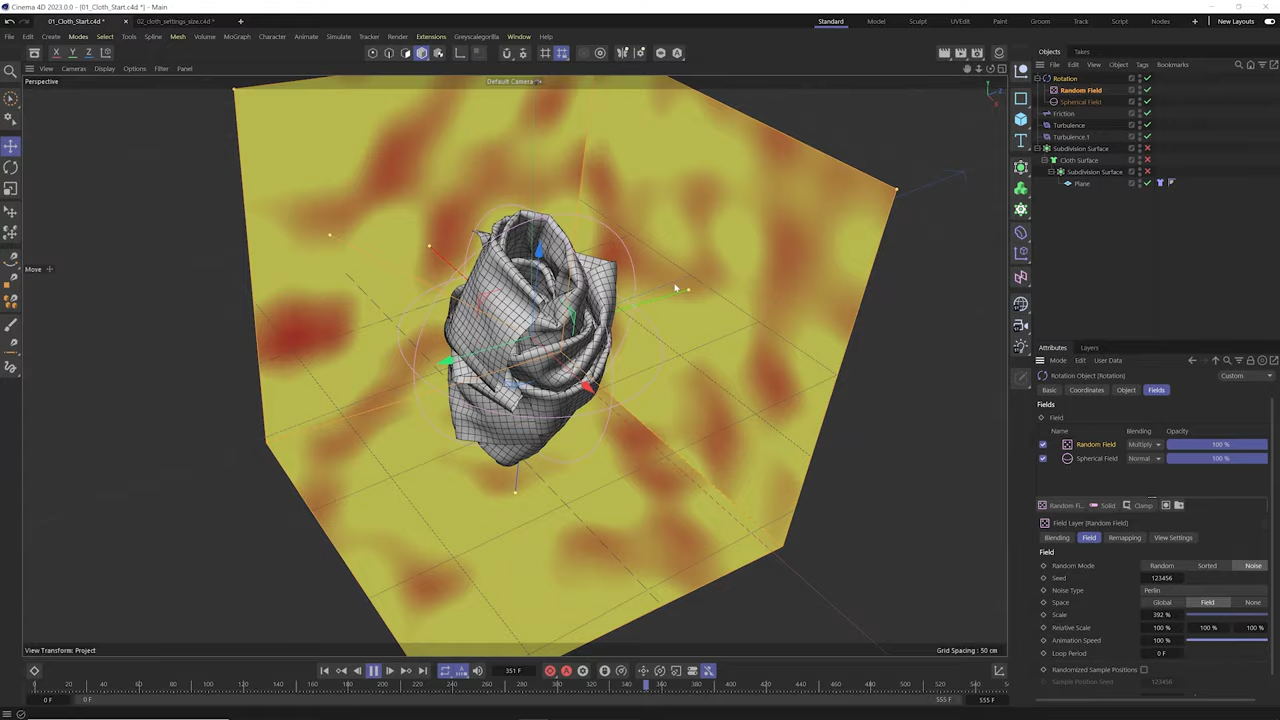 Cinema 4D 2023.0.0 - [01_Cloth_Start.c4d *] - Main
01_Cloth_Start.c4d * × 02_cloth_settings_size.c4d * + Standard Model Sculpt UVEdit Paint Groom Track Script Nodes + New Layouts
File Edit Create Modes Select Tools Spline Mesh Volume MoGraph Character Animate Simulate Tracker Render Extensions Greyscalegorilla Window Help
X Y Z
View Cameras Display Options Filter Panel
Perspective
Default Camera
Move
View Transform: Project
Grid Spacing : 50 cm
Objects Takes
File Edit View Object Tags Bookmarks
Rotation
Random Field
Spherical Field
Friction
Turbulence
Turbulence.1
Subdivision Surface
Cloth Surface
Subdivision Surface
Plane
Attributes Layers
Mode Edit User Data
Rotation Object [Rotation] Custom
Basic Coordinates Object Fields
Fields
Field
Name Blending Opacity
Random Field Multiply 100 %
Spherical Field Normal 100 %
Random Fi... Solid Clamp
Field Layer [Random Field]
Blending Field Remapping View Settings
Field
Random Mode Random Sorted Noise
Seed 123456
Noise Type Perlin
Space Global Field None
Scale 392 %
Relative Scale 100 % 100 % 100 %
Animation Speed 100 %
Loop Period 0 F
Randomized Sample Positions
Sample Position Seed 123456
351 F
0 F 0 F 555 F 555 F